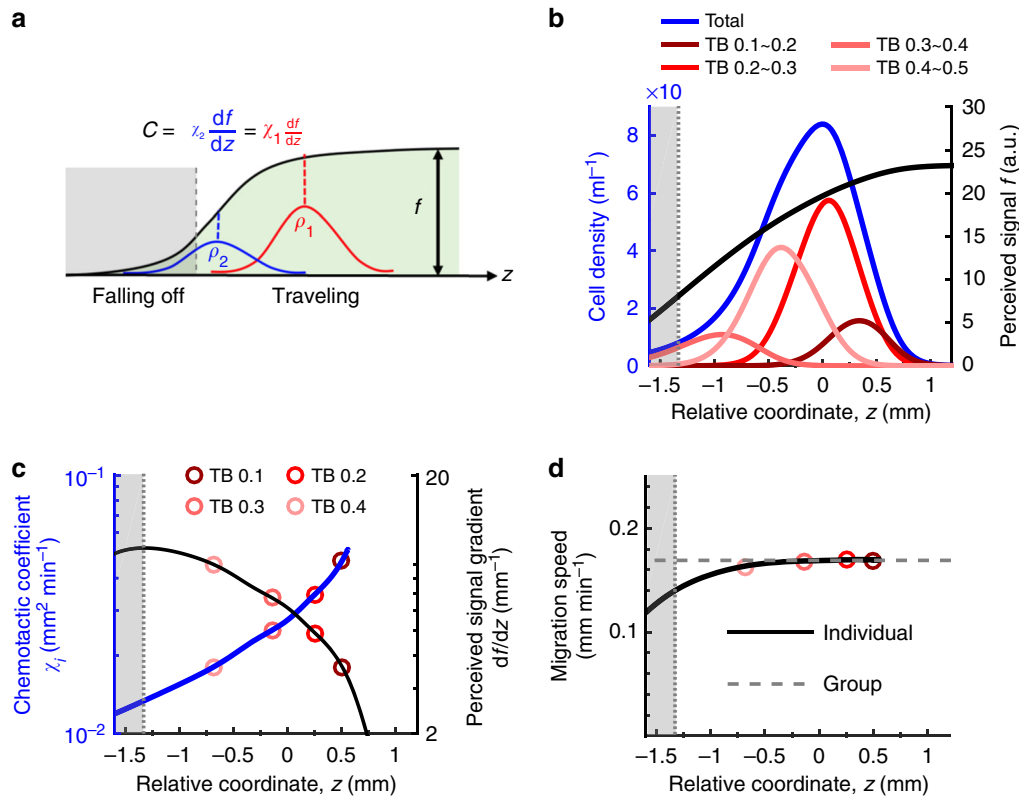 a
C = χ₂ df/dz = χ₁ df/dz
f
ρ₁
ρ₂
z
Falling off
Traveling
b
Total
TB 0.1~0.2
TB 0.3~0.4
TB 0.2~0.3
TB 0.4~0.5
×10
Cell density (ml⁻¹)
8
6
4
2
0
30
25
20
15
10
5
0
Perceived signal f (a.u.)
−1.5 −1 −0.5 0 0.5 1
Relative coordinate, z (mm)
c
TB 0.1
TB 0.2
TB 0.3
TB 0.4
Chemotactic coefficient
χᵢ (mm² min⁻¹)
10⁻¹
10⁻²
20
2
Perceived signal gradient
df/dz (mm⁻¹)
−1.5 −1 −0.5 0 0.5 1
Relative coordinate, z (mm)
d
Migration speed
(mm min⁻¹)
0.2
0.1
Individual
Group
−1.5 −1 −0.5 0 0.5 1
Relative coordinate, z (mm)